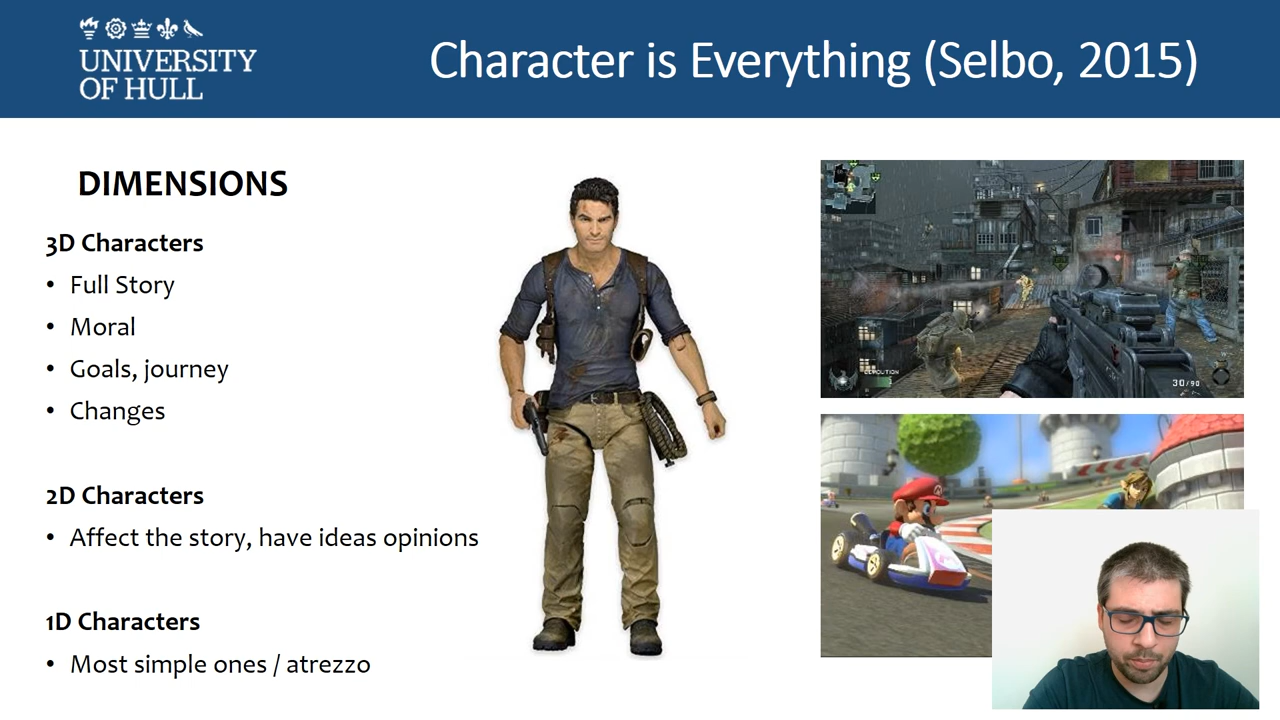 UNIVERSITY
OF HULL
Character is Everything (Selbo, 2015)
DIMENSIONS
3D Characters
• Full Story
• Moral
• Goals, journey
• Changes
2D Characters
• Affect the story, have ideas opinions
1D Characters
• Most simple ones / atrezzo
DEMOLITION
30/90